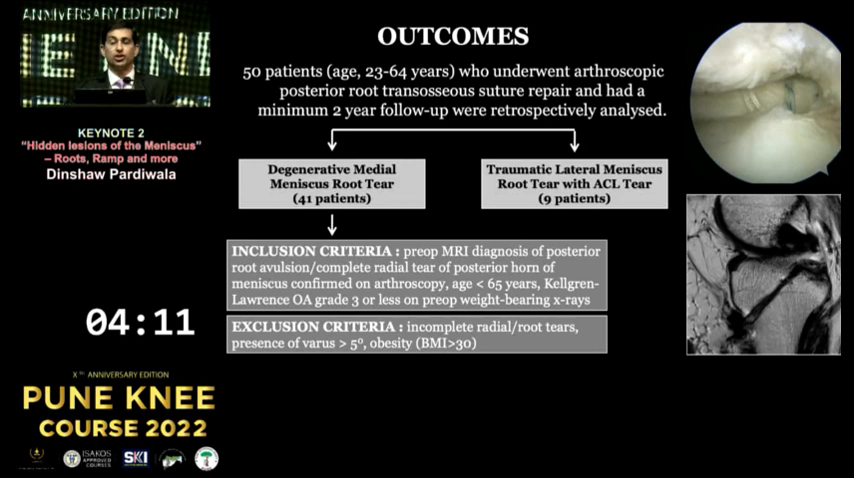 ANNIVERSARY EDITION
KEYNOTE 2
"Hidden lesions of the Meniscus"
– Roots, Ramp and more
Dinshaw Pardiwala
04:11
X ANNIVERSARY EDITION
PUNE KNEE
COURSE 2022
ISAKOS
APPROVED
COURSES
SKI
OUTCOMES
50 patients (age, 23-64 years) who underwent arthroscopic
posterior root transosseous suture repair and had a
minimum 2 year follow-up were retrospectively analysed.
Degenerative Medial
Meniscus Root Tear
(41 patients)
Traumatic Lateral Meniscus
Root Tear with ACL Tear
(9 patients)
INCLUSION CRITERIA : preop MRI diagnosis of posterior
root avulsion/complete radial tear of posterior horn of
meniscus confirmed on arthroscopy, age < 65 years, Kellgren-
Lawrence OA grade 3 or less on preop weight-bearing x-rays
EXCLUSION CRITERIA : incomplete radial/root tears,
presence of varus > 5°, obesity (BMI>30)